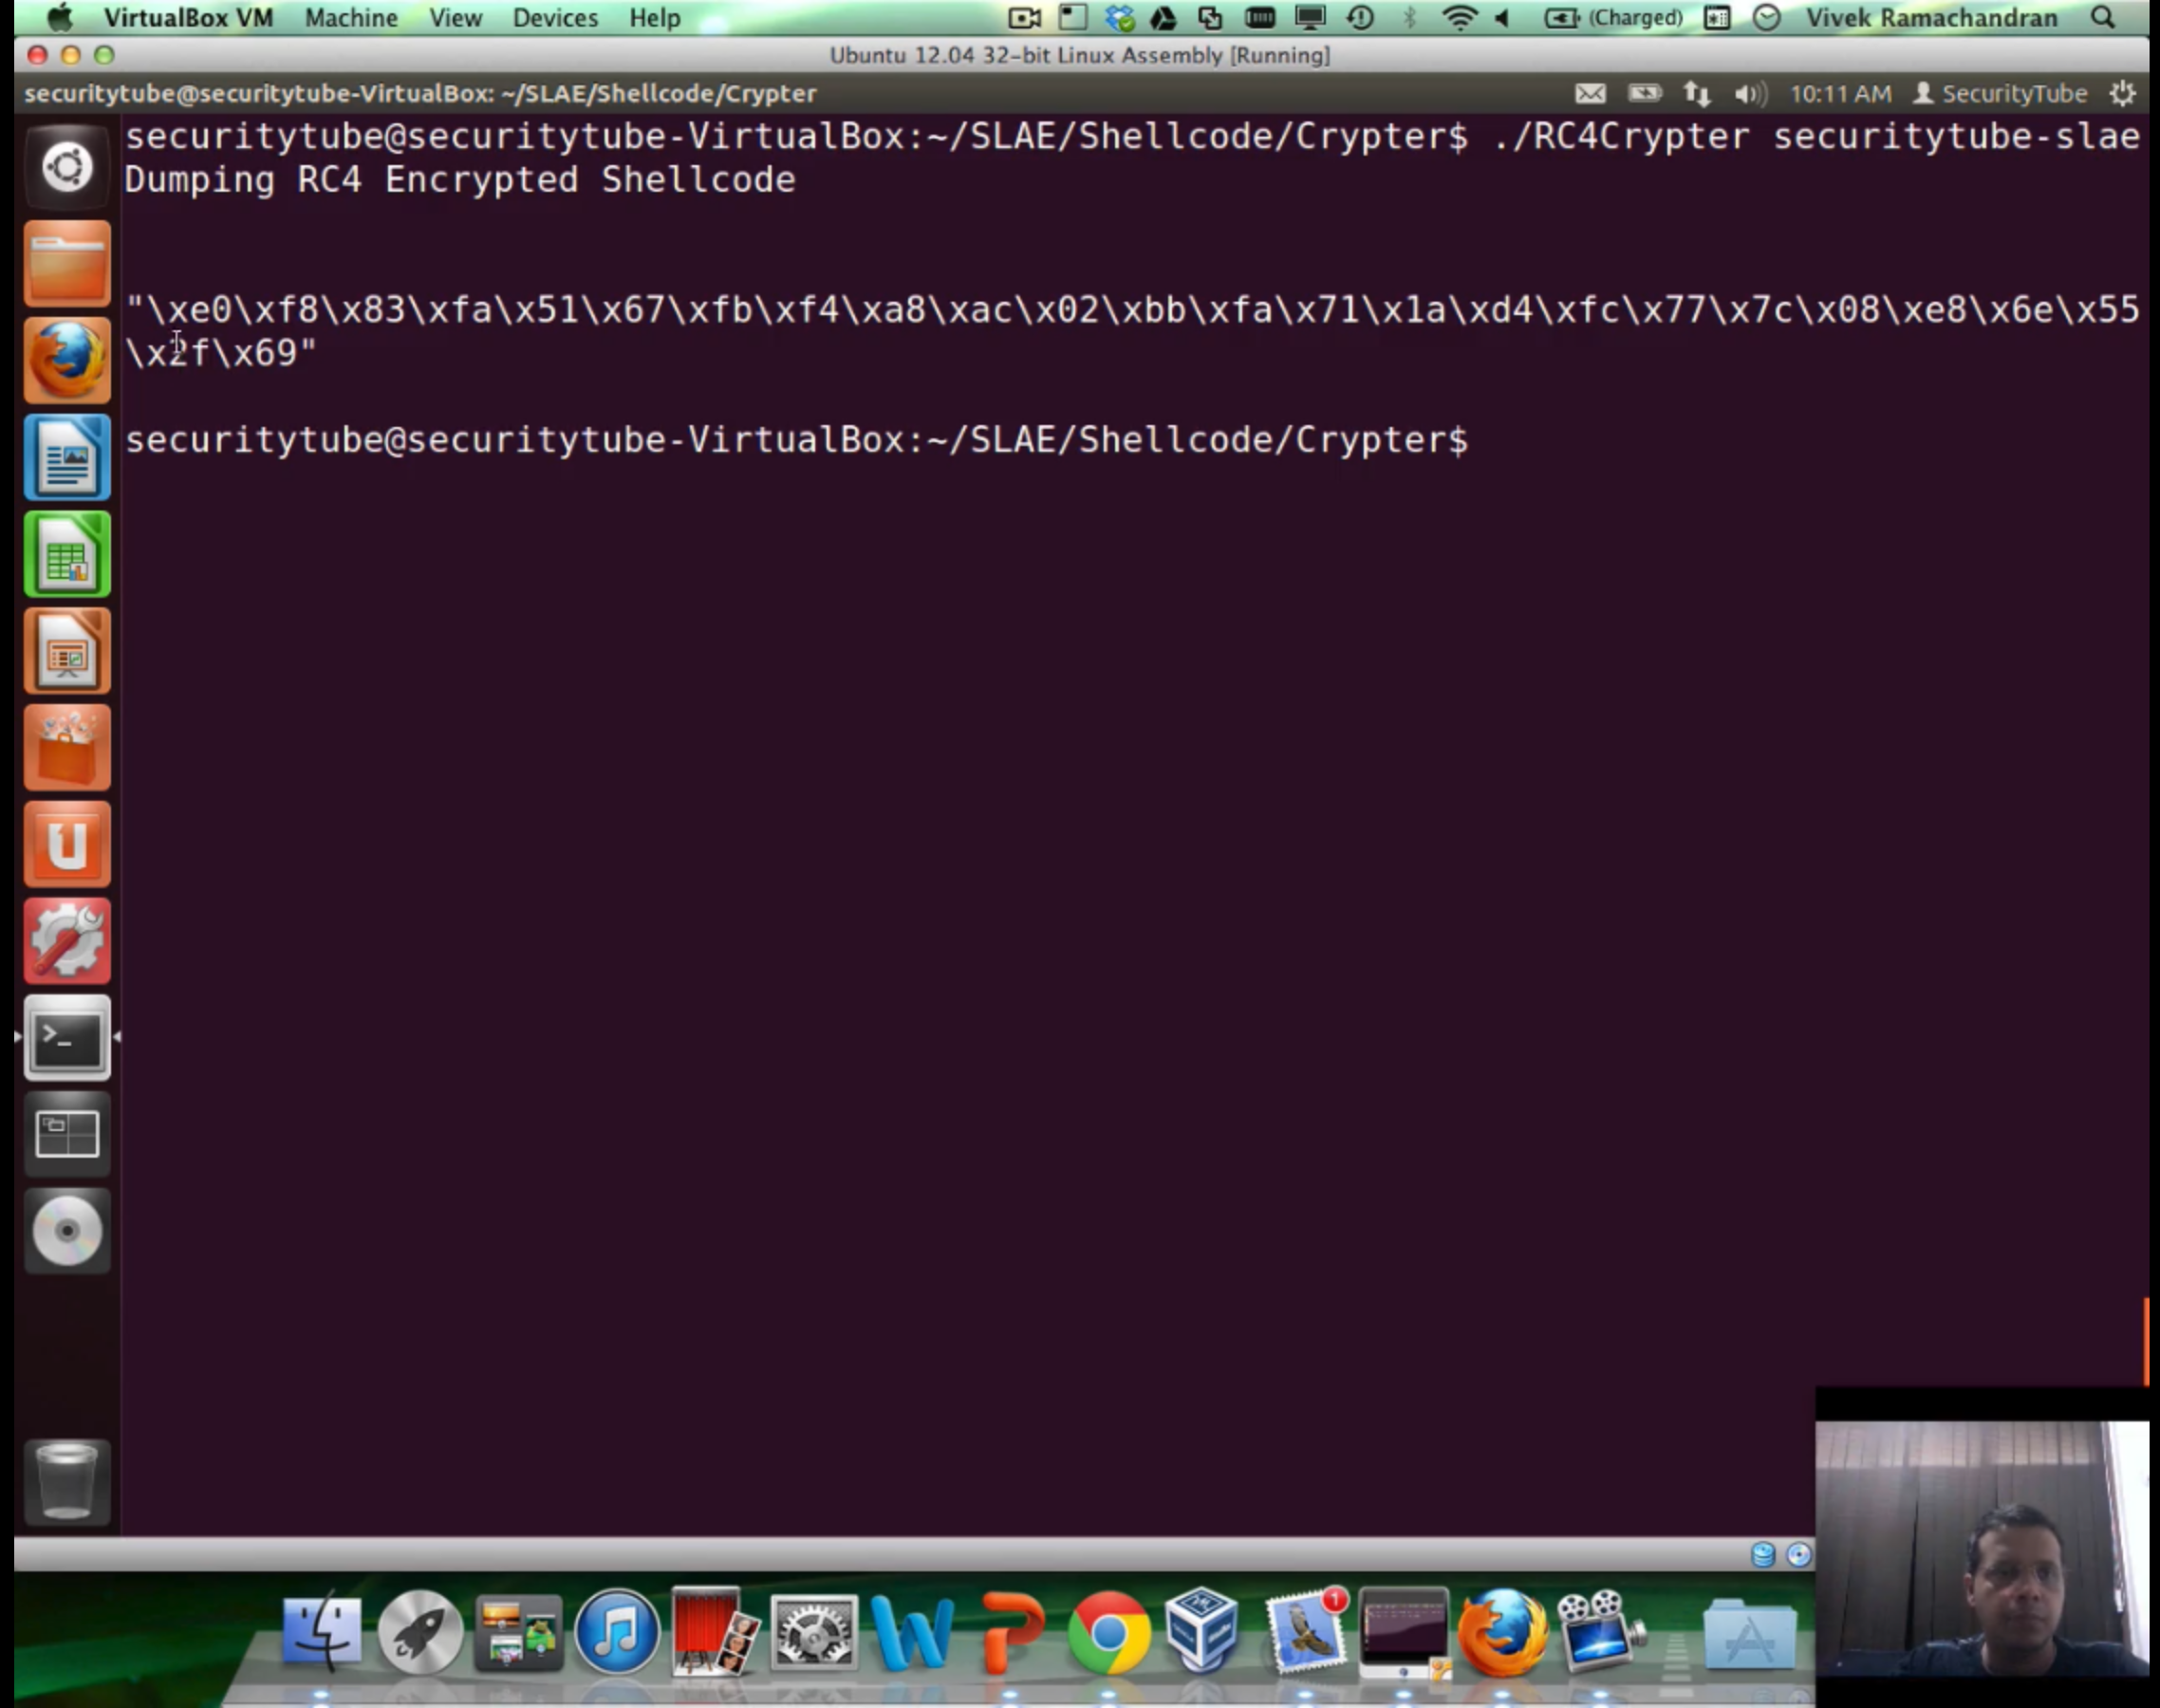 VirtualBox VM Machine View Devices Help (Charged) Vivek Ramachandran
Ubuntu 12.04 32-bit Linux Assembly [Running]
securitytube@securitytube-VirtualBox: ~/SLAE/Shellcode/Crypter 10:11 AM SecurityTube
securitytube@securitytube-VirtualBox:~/SLAE/Shellcode/Crypter$ ./RC4Crypter securitytube-slae
Dumping RC4 Encrypted Shellcode
"\xe0\xf8\x83\xfa\x51\x67\xfb\xf4\xa8\xac\x02\xbb\xfa\x71\x1a\xd4\xfc\x77\x7c\x08\xe8\x6e\x55
\x2f\x69"
securitytube@securitytube-VirtualBox:~/SLAE/Shellcode/Crypter$
1